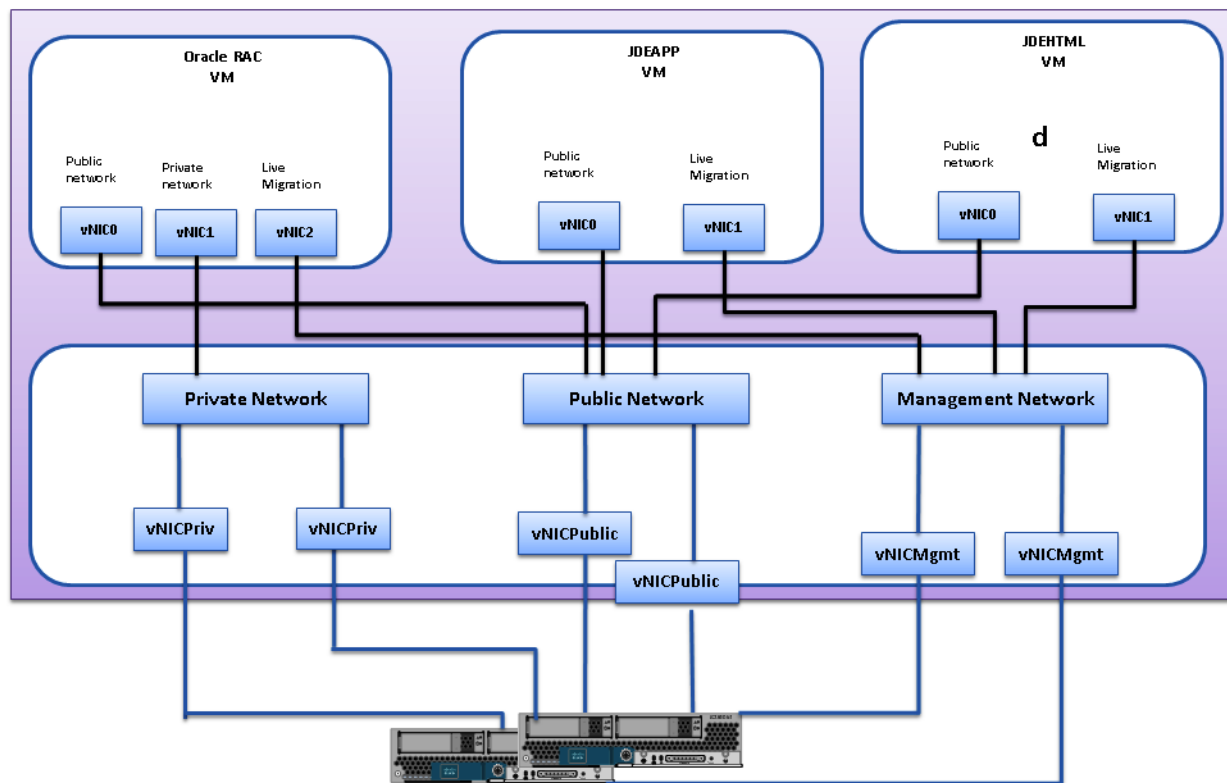 Oracle RAC
VM
JDEAPP
VM
JDEHTML
VM
Public
network
Private
network
Live
Migration
Public
network
Live
Migration
d
Public
network
Live
Migration
vNIC0
vNIC1
vNIC2
vNIC0
vNIC1
vNIC0
vNIC1
Private Network
Public Network
Management Network
vNICPriv
vNICPriv
vNICPublic
vNICPublic
vNICMgmt
vNICMgmt